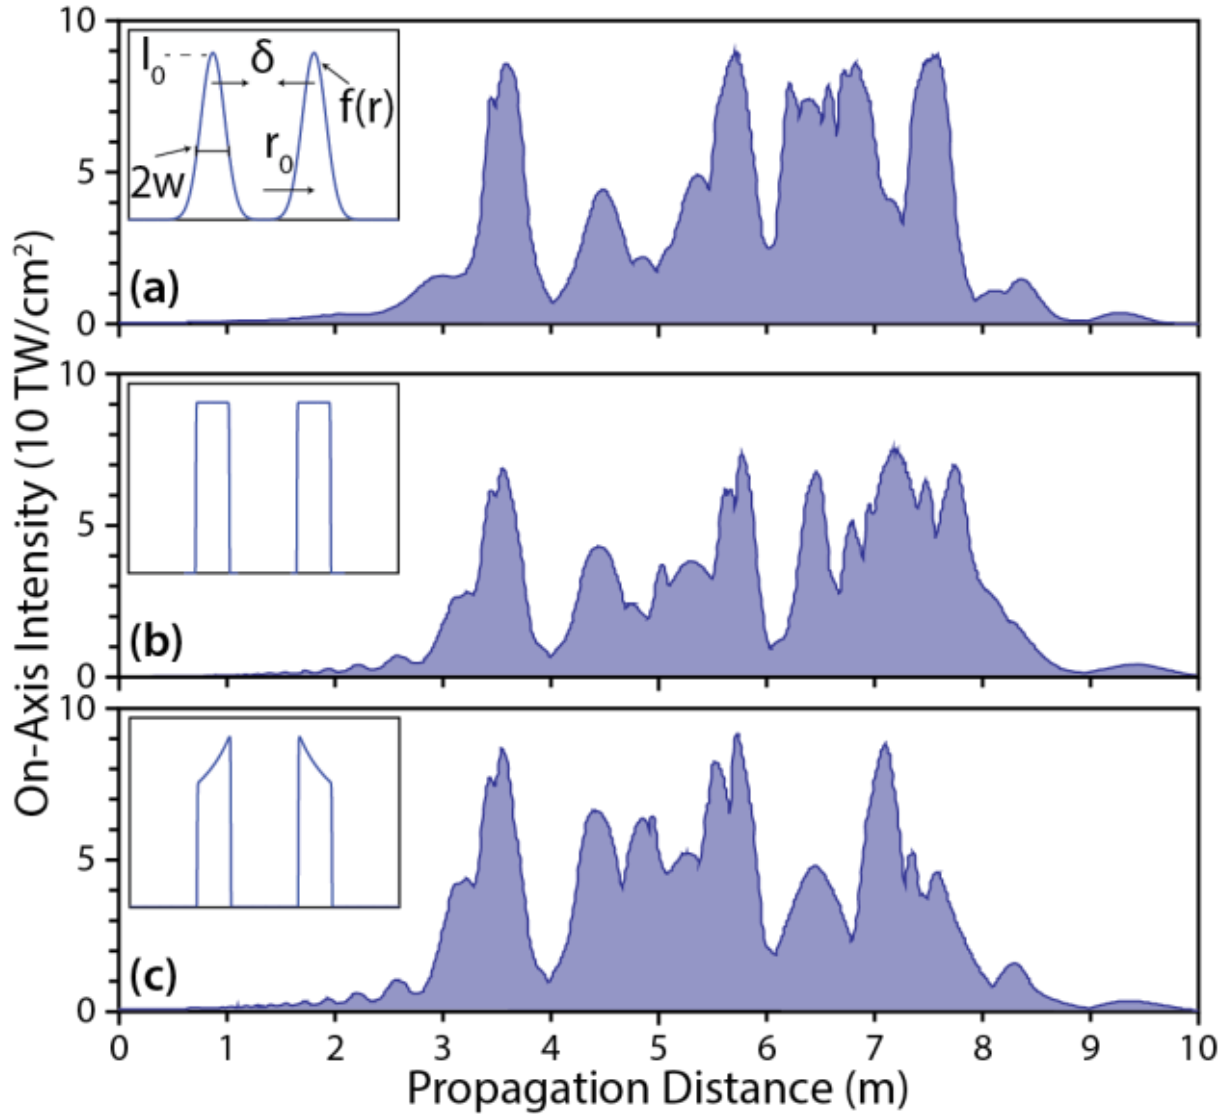 On-Axis Intensity (10 TW/cm²)
10
5
0
I₀
δ
f(r)
2w
r₀
(a)
10
5
0
(b)
10
5
0
(c)
0 1 2 3 4 5 6 7 8 9 10
Propagation Distance (m)